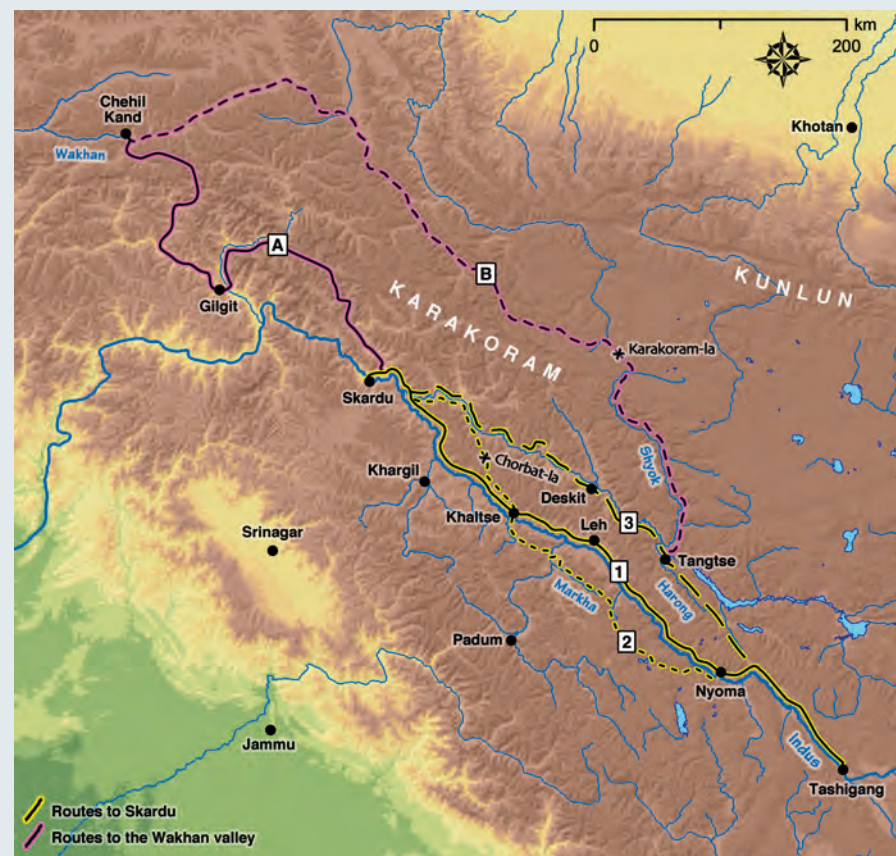 km
0
200
Chehil
Kand
Khotan
Wakhan
A
B
KUNLUN
Gilgit
KARAKORAM
Karakoram-la
Skardu
Shyok
Chorbat-la
Khargil
Deskit
3
Khaltse
Leh
Srinagar
1
Tangtse
Markha
Harong
Padum
2
Nyoma
Jammu
Indus
Tashigang
Routes to Skardu
Routes to the Wakhan valley